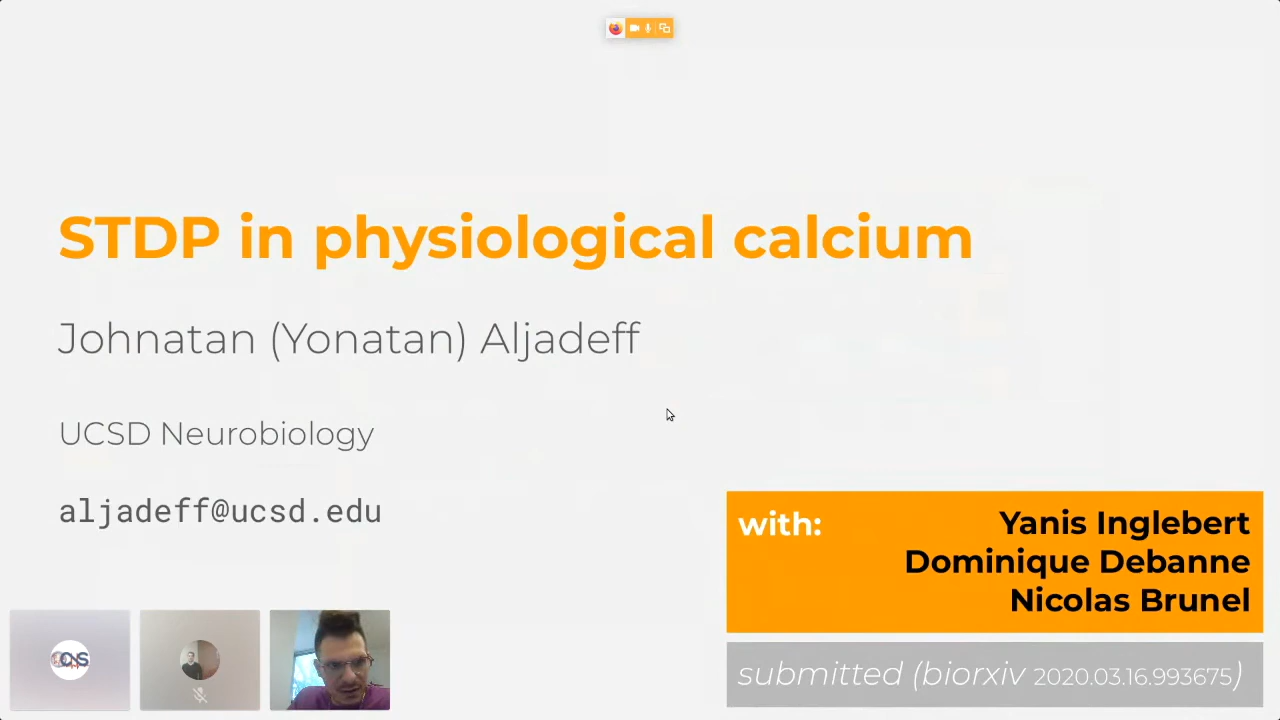 STDP in physiological calcium
Johnatan (Yonatan) Aljadeff
UCSD Neurobiology
aljadeff@ucsd.edu
with: Yanis Inglebert
Dominique Debanne
Nicolas Brunel
submitted (biorxiv 2020.03.16.993675)